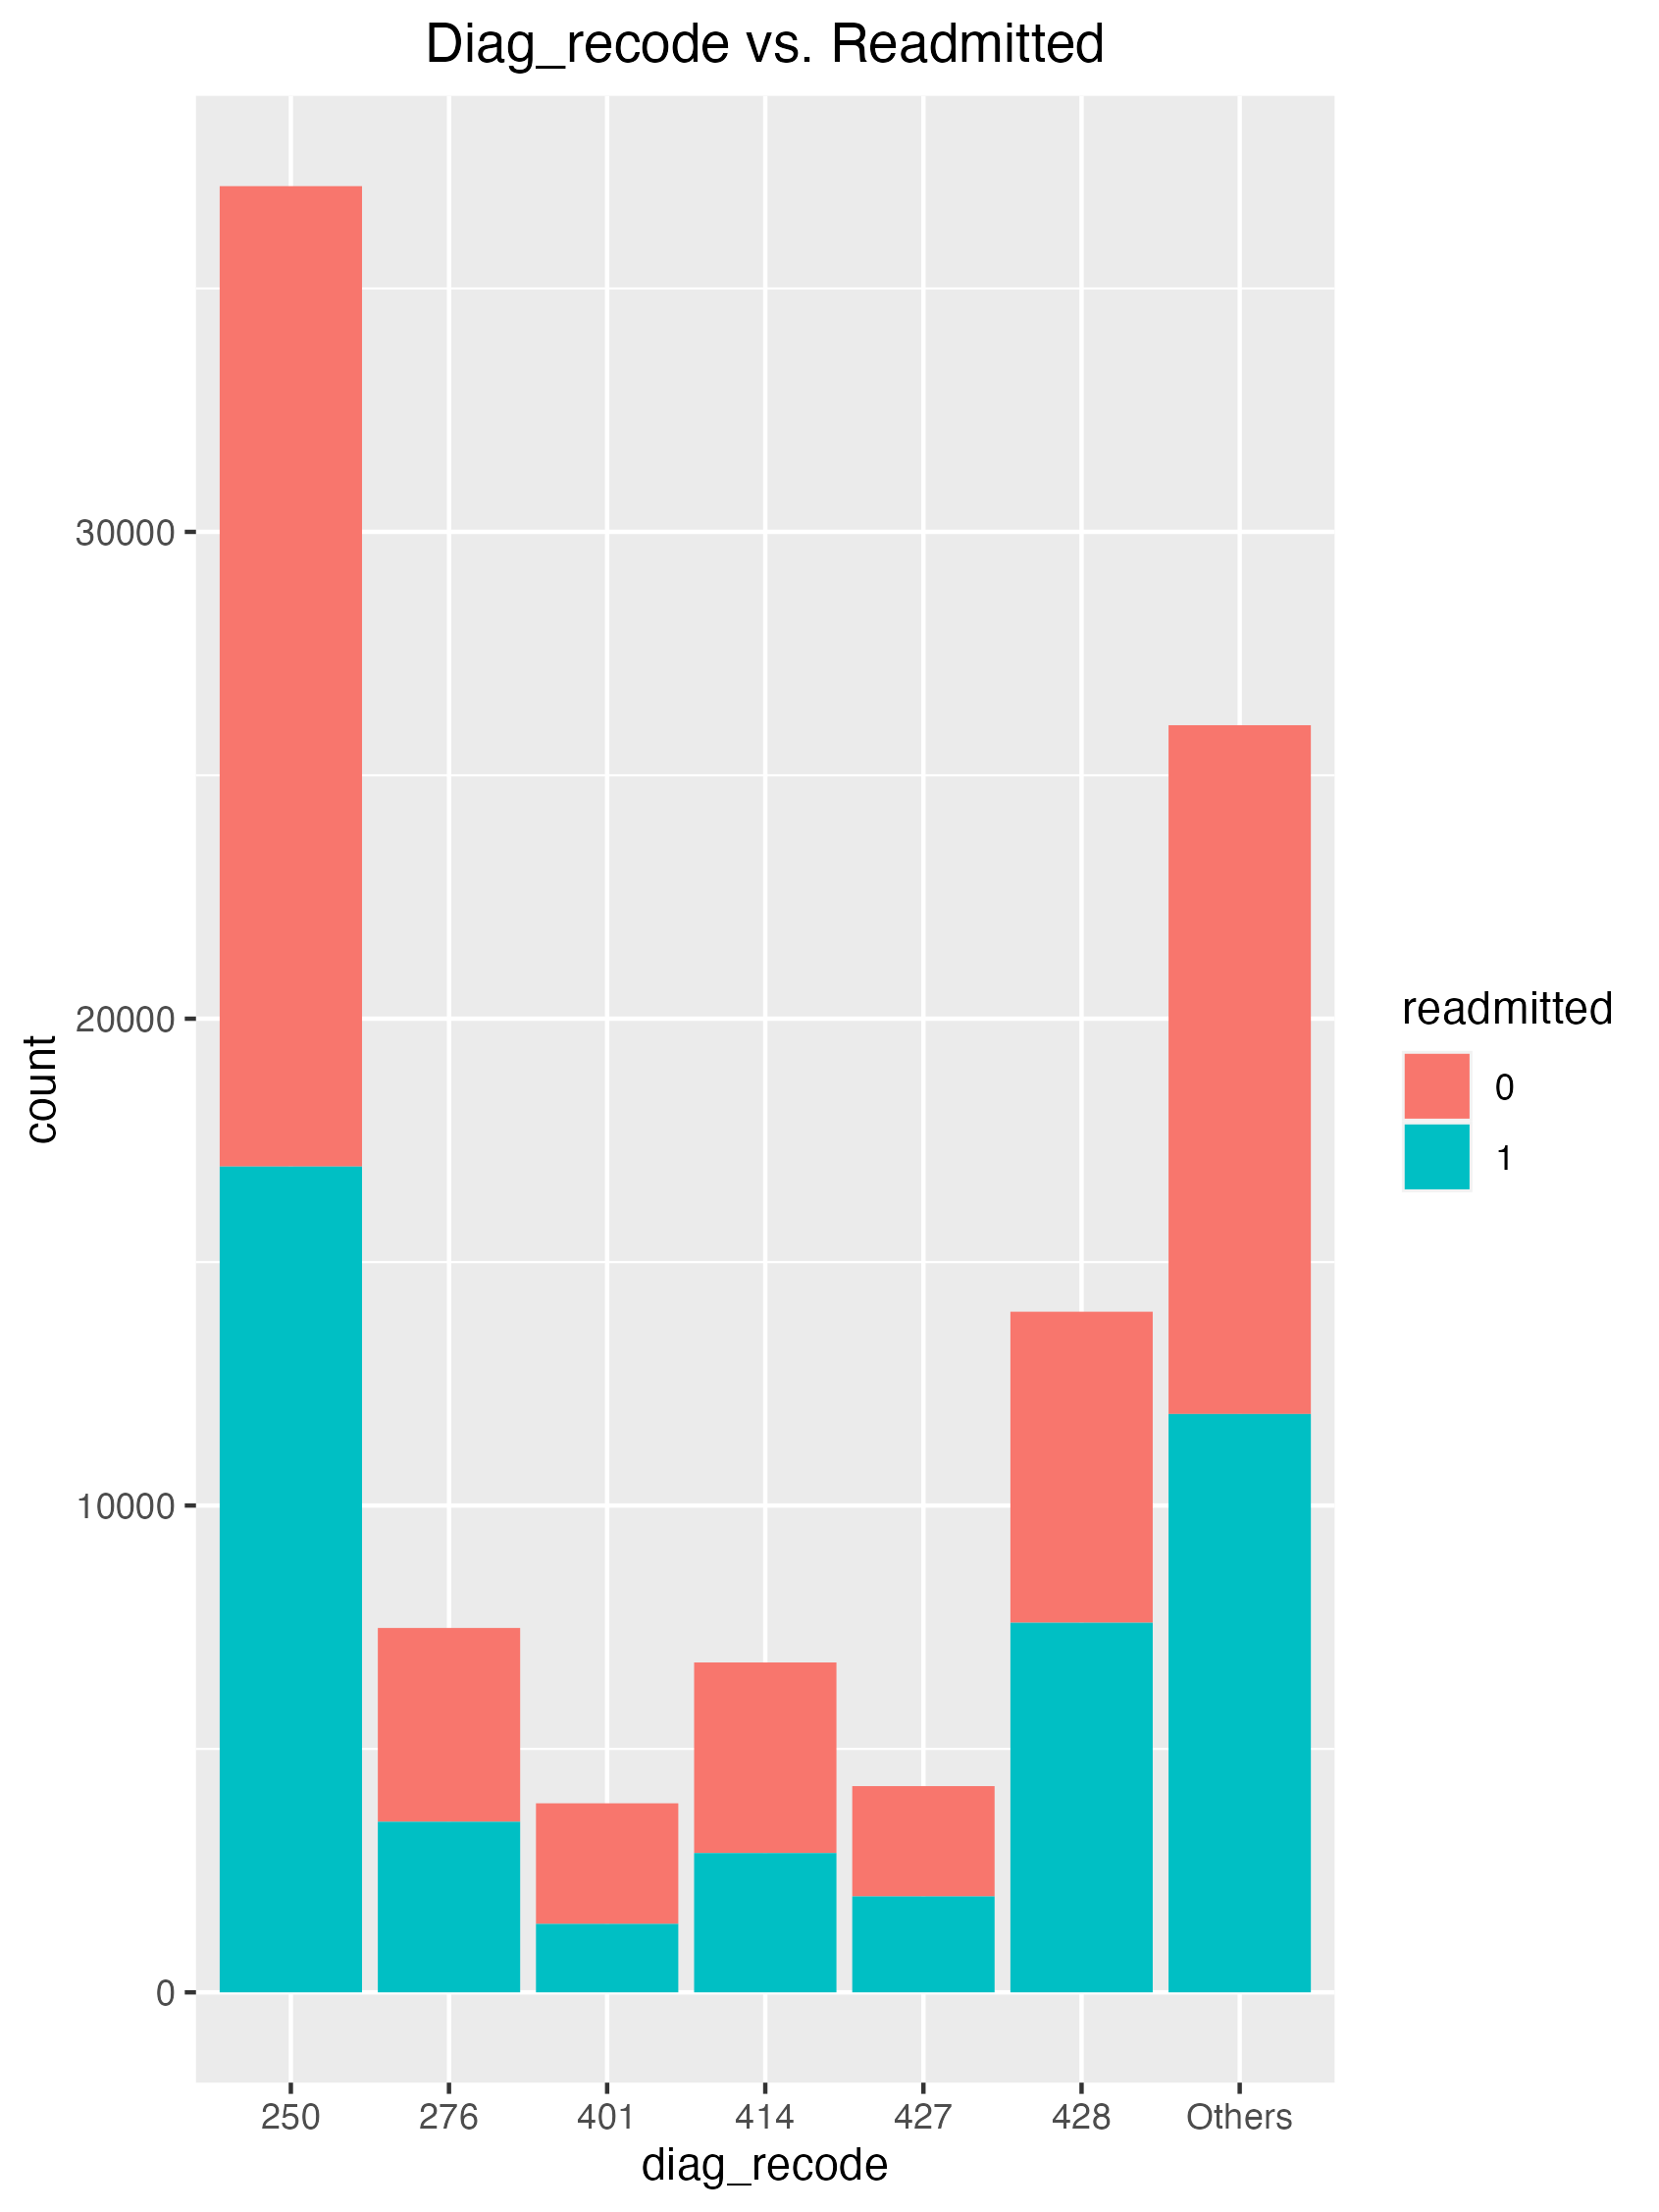 Diag_recode vs. Readmitted
30000
20000
10000
0
count
250 276 401 414 427 428 Others
diag_recode
readmitted
0
1